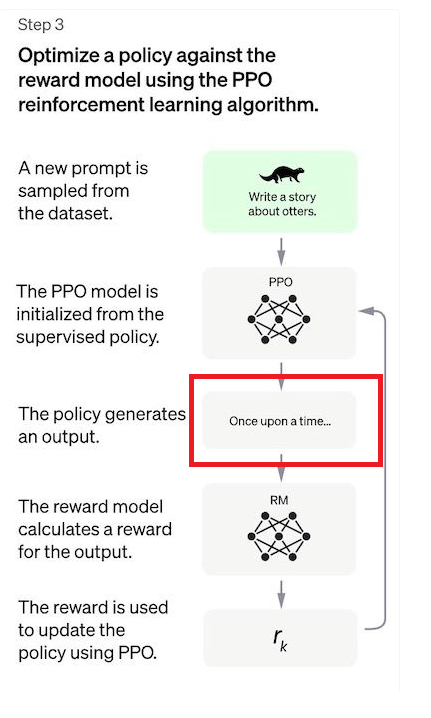 Step 3
Optimize a policy against the
reward model using the PPO
reinforcement learning algorithm.
A new prompt is
sampled from
the dataset.
Write a story
about otters.
The PPO model is
initialized from the
supervised policy.
PPO
The policy generates
an output.
Once upon a time...
The reward model
calculates a reward
for the output.
RM
The reward is used
to update the
policy using PPO.
rk